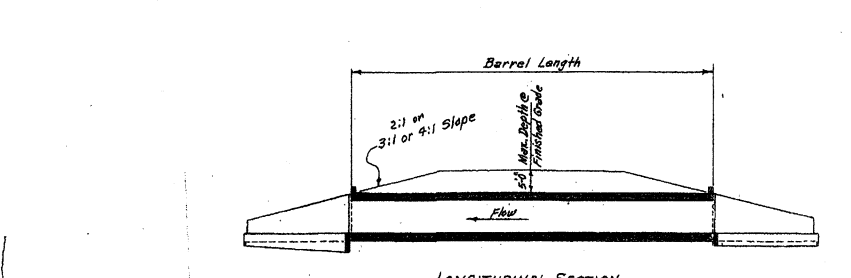 Barrel Length
2:1 or
3:1 or 4:1 Slope
5'-0" Max. Depth @
Finished Grade
Flow
LONGITUDINAL SECTION